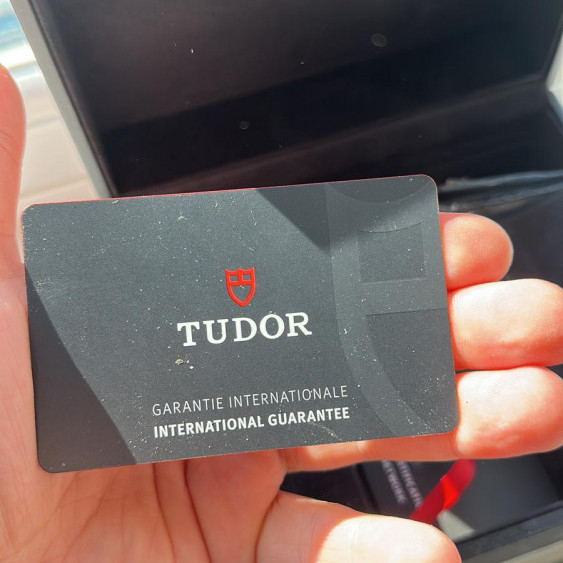 TUDOR
GARANTIE INTERNATIONALE
INTERNATIONAL GUARANTEE